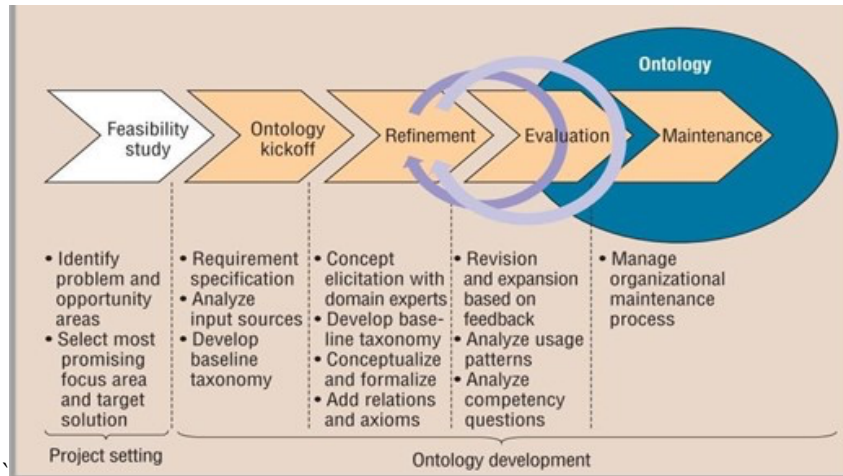 Ontology
Feasibility
study
Ontology
kickoff
Refinement
Evaluation
Maintenance
• Identify
problem and
opportunity
areas
• Select most
promising
focus area
and target
solution
• Requirement
specification
• Analyze
input sources
• Develop
baseline
taxonomy
• Concept
elicitation with
domain experts
• Develop base-
line taxonomy
• Conceptualize
and formalize
• Add relations
and axioms
• Revision
and expansion
based on
feedback
• Analyze usage
patterns
• Analyze
competency
questions
• Manage
organizational
maintenance
process
Project setting
Ontology development